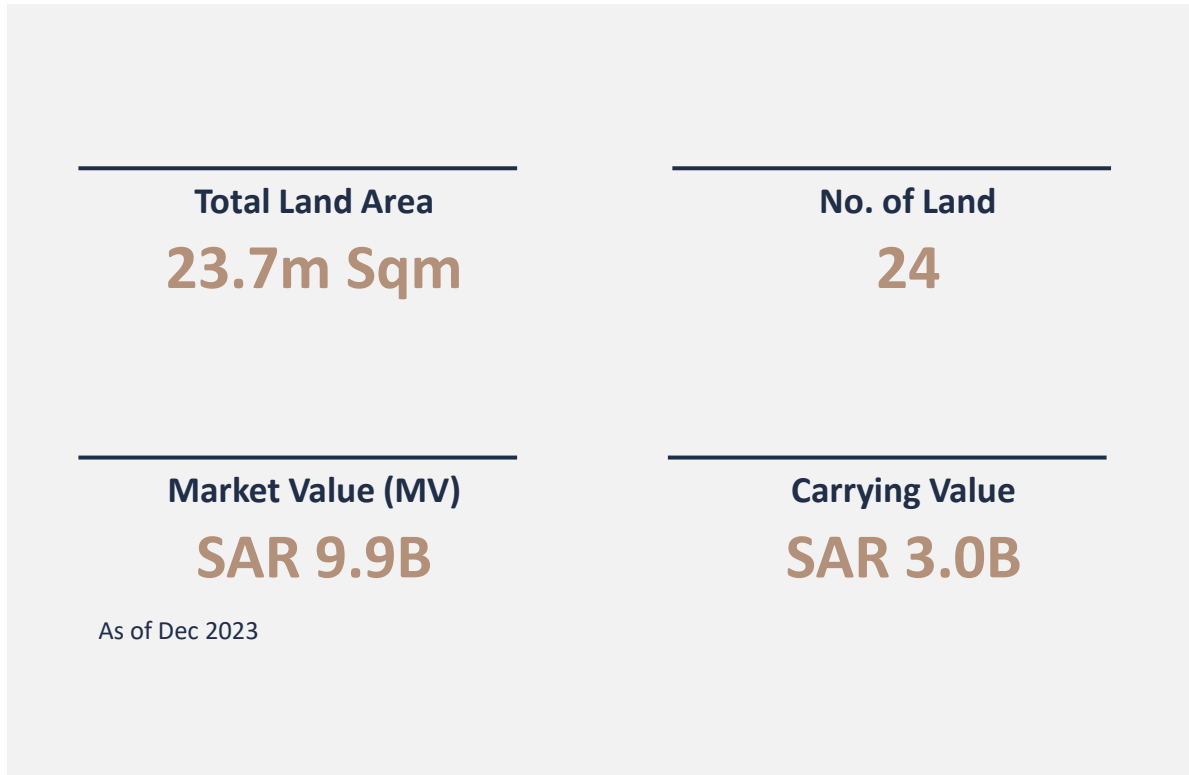 Total Land Area
23.7m Sqm
No. of Land
24
Market Value (MV)
SAR 9.9B
As of Dec 2023
Carrying Value
SAR 3.0B